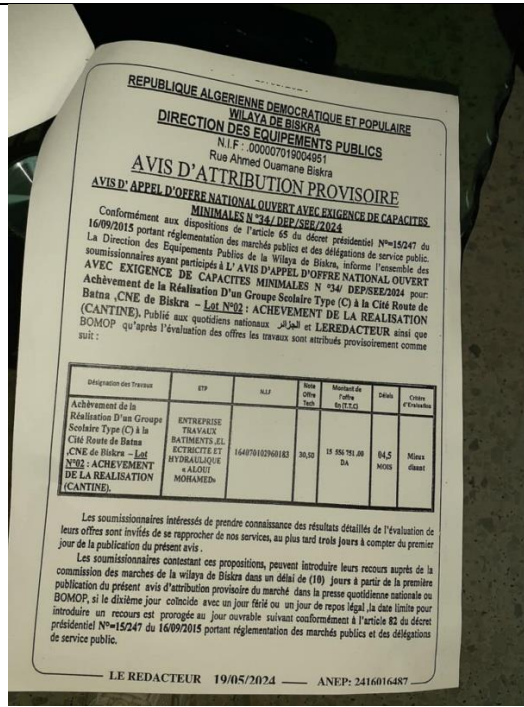 REPUBLIQUE ALGERIENNE DEMOCRATIQUE ET POPULAIRE
WILAYA DE BISKRA
DIRECTION DES EQUIPEMENTS PUBLICS
N.I.F : .000007019004951
Rue Ahmed Ouamane Biskra
AVIS D'ATTRIBUTION PROVISOIRE
AVIS D' APPEL D'OFFRE NATIONAL OUVERT AVEC EXIGENCE DE CAPACITES
MINIMALES N °34/ DEP/SEE/2024
Conformément aux dispositions de l'article 65 du décret présidentiel N°=15/247 du
16/09/2015 portant réglementation des marchés publics et des délégations de service public.
La Direction des Equipements Publics de la Wilaya de Biskra, informe l'ensemble des
soumissionnaires ayant participés à L' AVIS D'APPEL D'OFFRE NATIONAL OUVERT
AVEC EXIGENCE DE CAPACITES MINIMALES N °34/ DEP/SEE/2024 pour:
Achèvement de la Réalisation D'un Groupe Scolaire Type (C) à la Cité Route de
Batna ,CNE de Biskra – Lot N°02 : ACHEVEMENT DE LA REALISATION
(CANTINE). Publié aux quotidiens nationaux الجزائر et LEREDACTEUR ainsi que
BOMOP qu'après l'évaluation des offres les travaux sont attribués provisoirement comme
suit :
Désignation des Travaux ETP N.I.F Note Offre Tech Montant de l'offre En (T.T.C) Délais Critère d'Evaluation
Achèvement de la
Réalisation D'un Groupe
Scolaire Type (C) à la
Cité Route de Batna
,CNE de Biskra – Lot
N°02 : ACHEVEMENT
DE LA REALISATION
(CANTINE).
ENTREPRISE
TRAVAUX
BATIMENTS ,EL
ECTRICITE ET
HYDRAULIQUE
« ALOUI
MOHAMED»
164070102960183
30,50
15 556 751.00
DA
04,5
MOIS
Mieux
disant
Les soumissionnaires intéressés de prendre connaissance des résultats détaillés de l'évaluation de
leurs offres sont invités de se rapprocher de nos services, au plus tard trois jours à compter du premier
jour de la publication du présent avis .
Les soumissionnaires contestant ces propositions, peuvent introduire leurs recours auprès de la
commission des marches de la wilaya de Biskra dans un délai de (10) jours à partir de la première
publication du présent avis d'attribution provisoire du marché dans la presse quotidienne nationale ou
BOMOP, si le dixième jour coïncide avec un jour férié ou un jour de repos légal ,la date limite pour
introduire un recours est prorogée au jour ouvrable suivant conformément à l'article 82 du décret
présidentiel N°=15/247 du 16/09/2015 portant réglementation des marchés publics et des délégations
de service public.
LE REDACTEUR 19/05/2024 ANEP: 2416016487